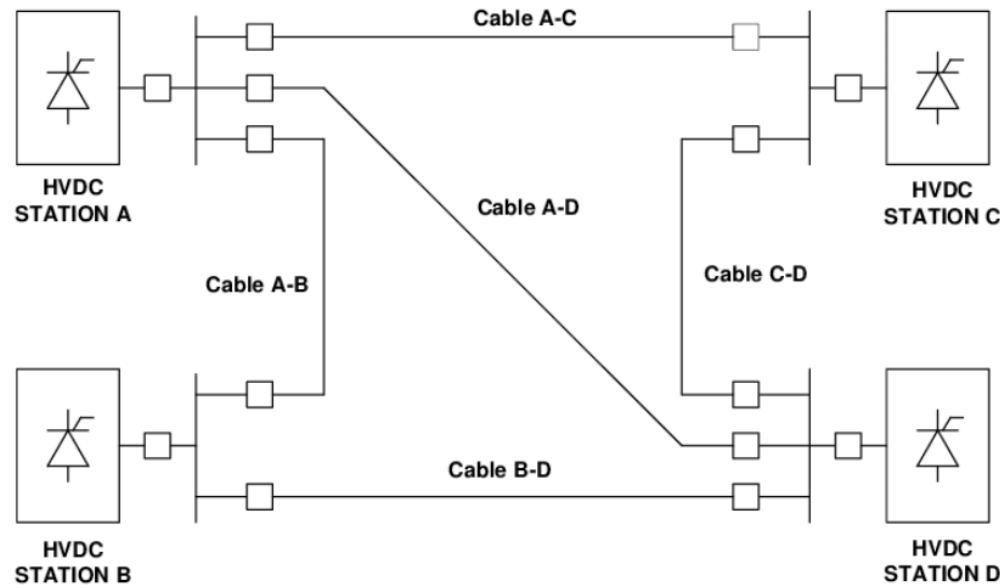 Cable A-C
HVDC
STATION A
HVDC
STATION C
Cable A-D
Cable A-B
Cable C-D
Cable B-D
HVDC
STATION B
HVDC
STATION D